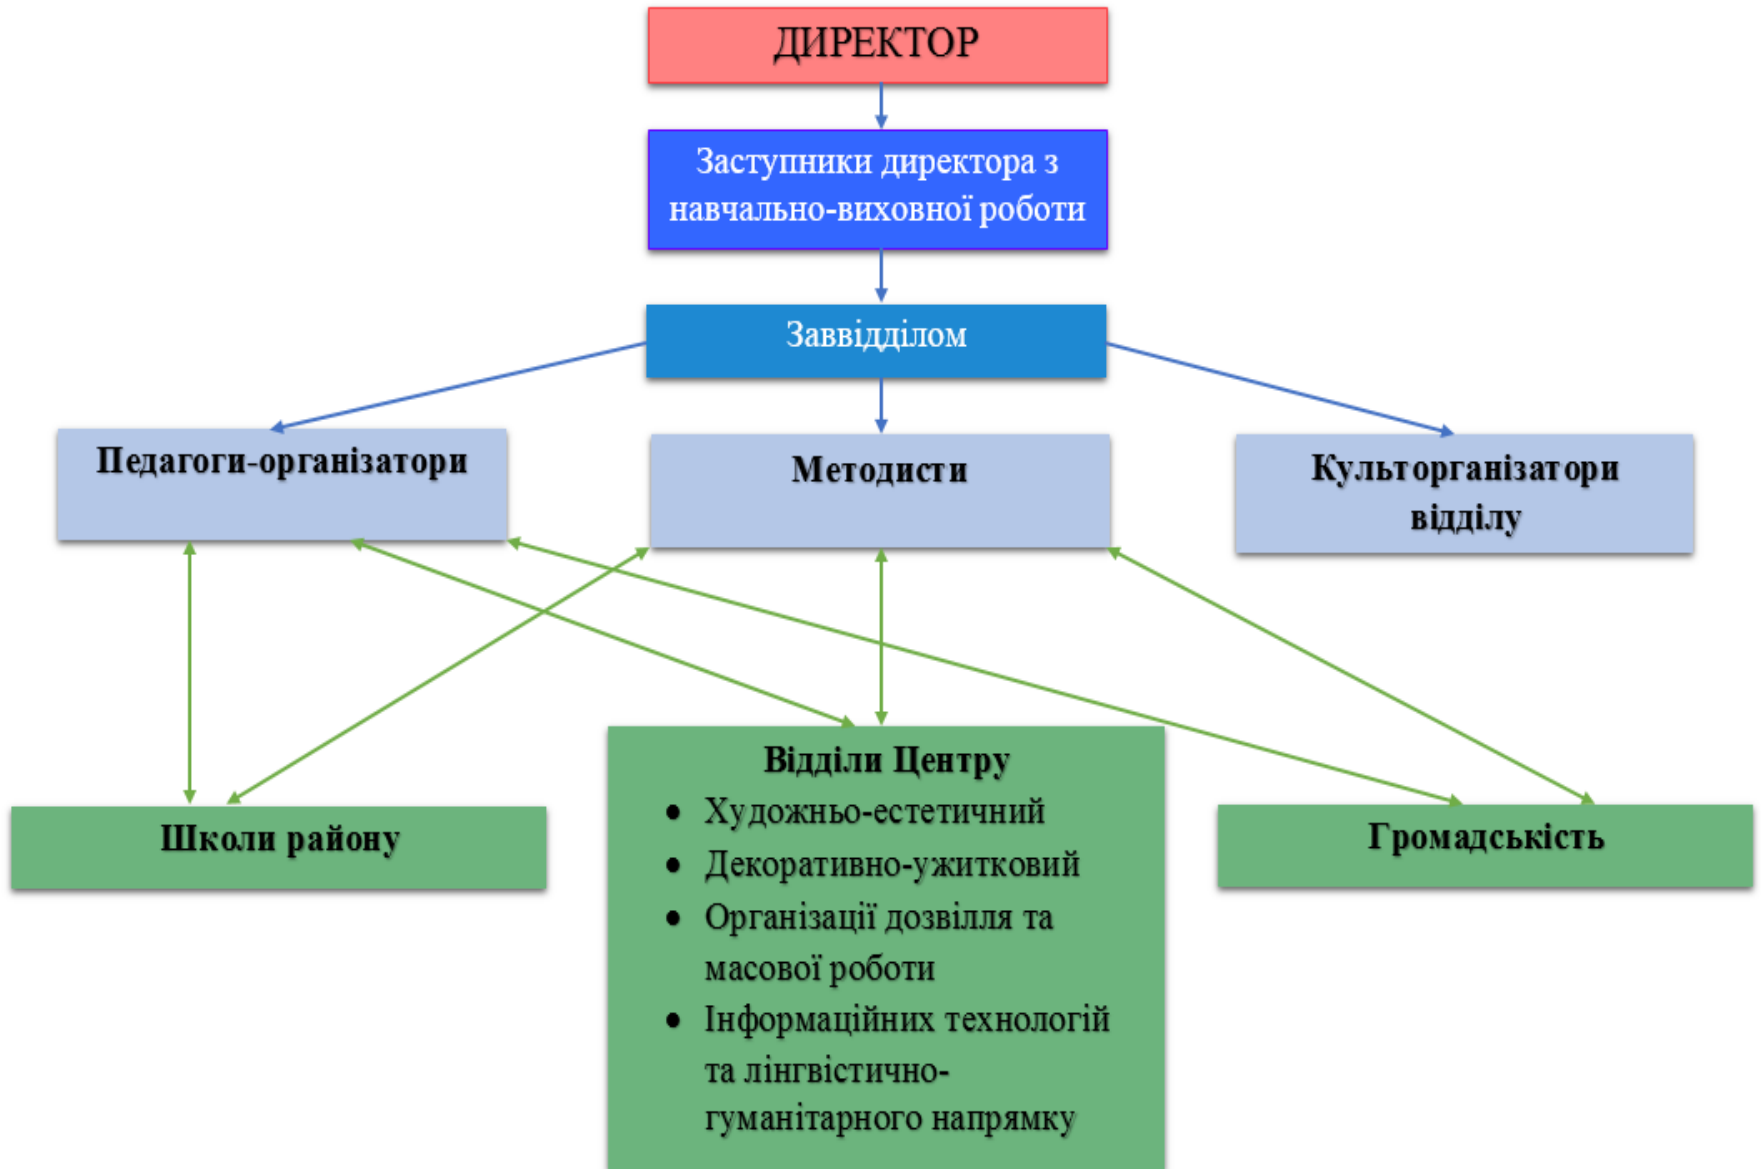 ДИРЕКТОР
Заступники директора з
навчально-виховної роботи
Заввідділом
Педагоги-організатори
Методисти
Культорганізатори
відділу
Школи району
Відділи Центру
• Художньо-естетичний
• Декоративно-ужитковий
• Організації дозвілля та
масової роботи
• Інформаційних технологій
та лінгвістично-
гуманітарного напрямку
Громадськість